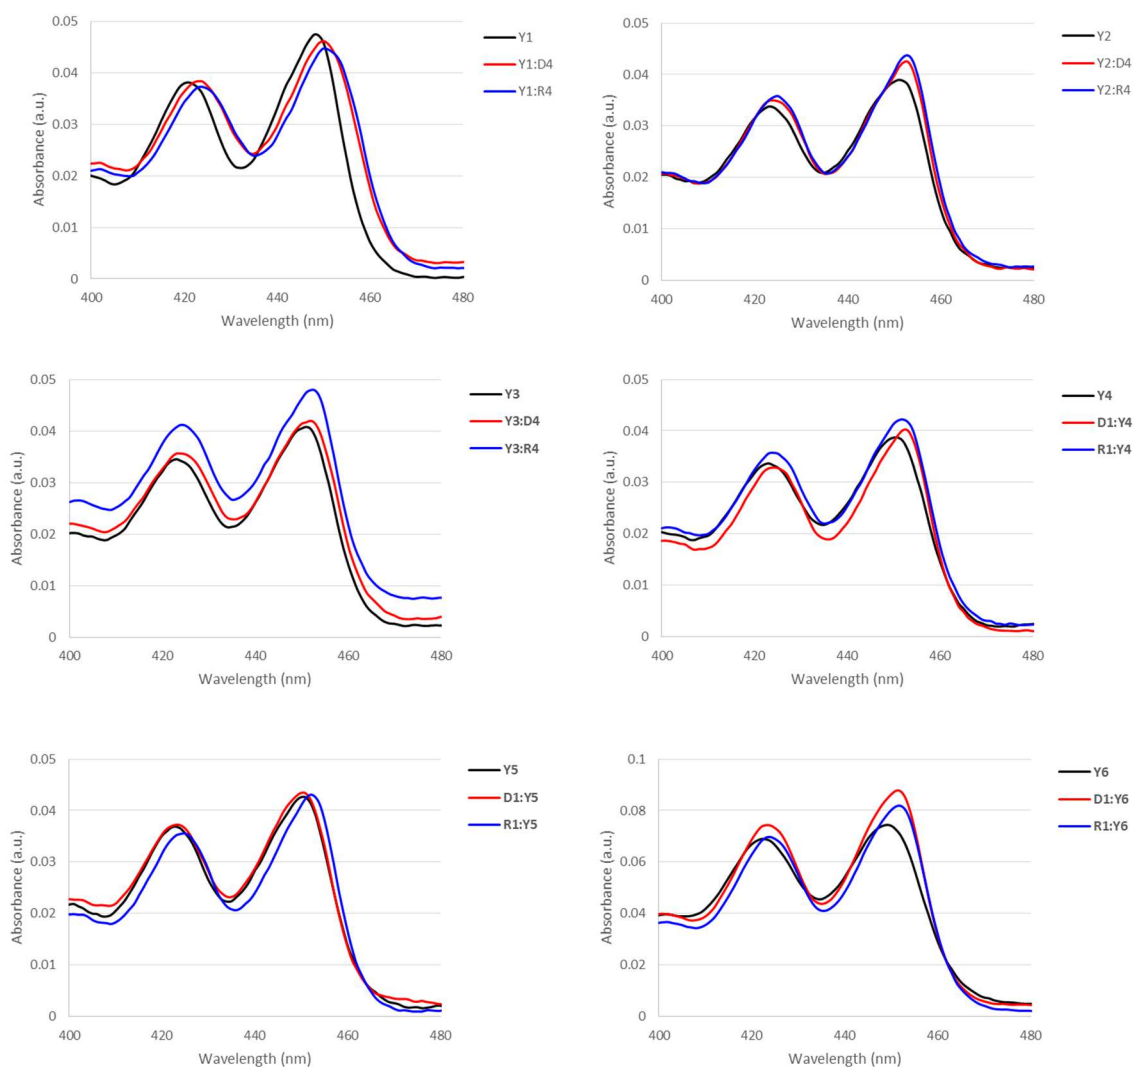 0.05
0.04
0.03
0.02
0.01
0
Absorbance (a.u.)
400 420 440 460 480
Wavelength (nm)
Y1
Y1:D4
Y1:R4
0.05
0.04
0.03
0.02
0.01
0
Absorbance (a.u.)
400 420 440 460 480
Wavelength (nm)
Y2
Y2:D4
Y2:R4
0.05
0.04
0.03
0.02
0.01
0
Absorbance (a.u.)
400 420 440 460 480
Wavelength (nm)
Y3
Y3:D4
Y3:R4
0.05
0.04
0.03
0.02
0.01
0
Absorbance (a.u.)
400 420 440 460 480
Wavelength (nm)
Y4
D1:Y4
R1:Y4
0.05
0.04
0.03
0.02
0.01
0
Absorbance (a.u.)
400 420 440 460 480
Wavelength (nm)
Y5
D1:Y5
R1:Y5
0.1
0.08
0.06
0.04
0.02
0
Absorbance (a.u.)
400 420 440 460 480
Wavelength (nm)
Y6
D1:Y6
R1:Y6